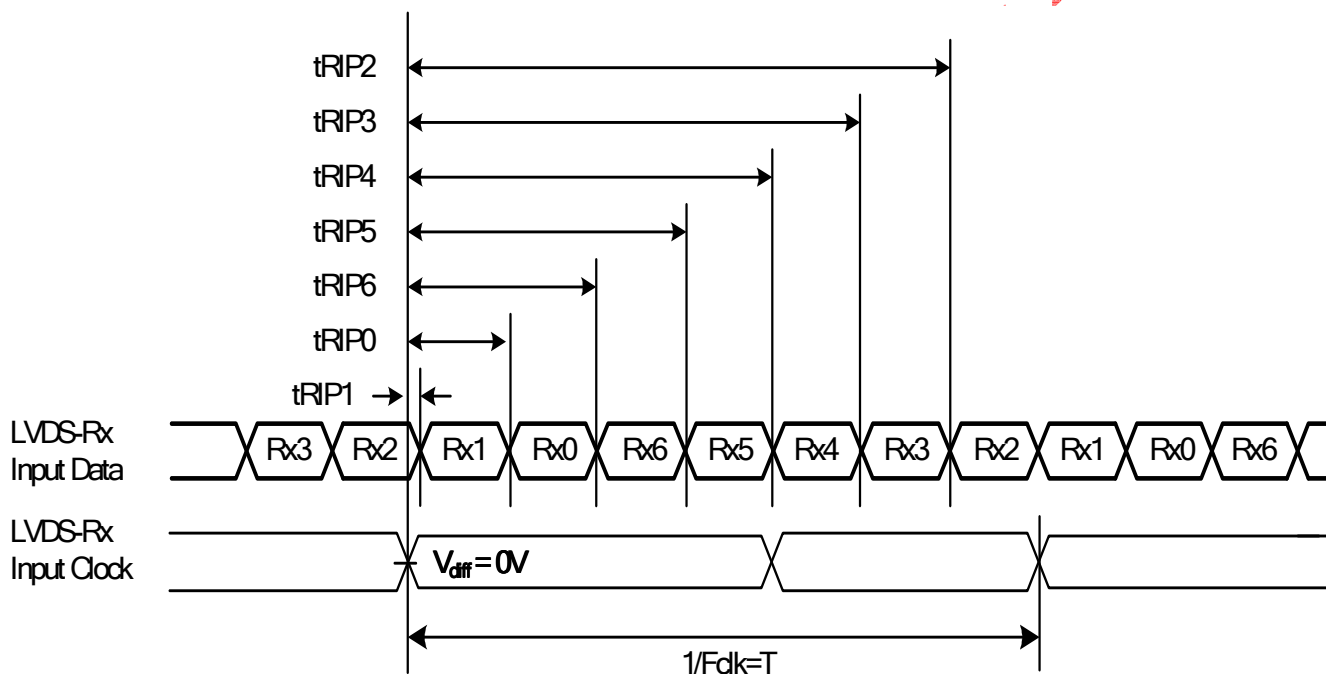 tRIP2
tRIP3
tRIP4
tRIP5
tRIP6
tRIP0
tRIP1
LVDS-Rx
Input Data
Rx3 Rx2 Rx1 Rx0 Rx6 Rx5 Rx4 Rx3 Rx2 Rx1 Rx0 Rx6
LVDS-Rx
Input Clock
Vdiff = 0V
1/Fclk=T